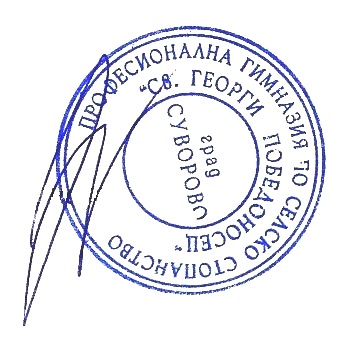 ПРОФЕСИОНАЛНА ГИМНАЗИЯ ПО СЕЛСКО СТОПАНСТВО
"СВ. ГЕОРГИ ПОБЕДОНОСЕЦ"
град
СУВОРОВО